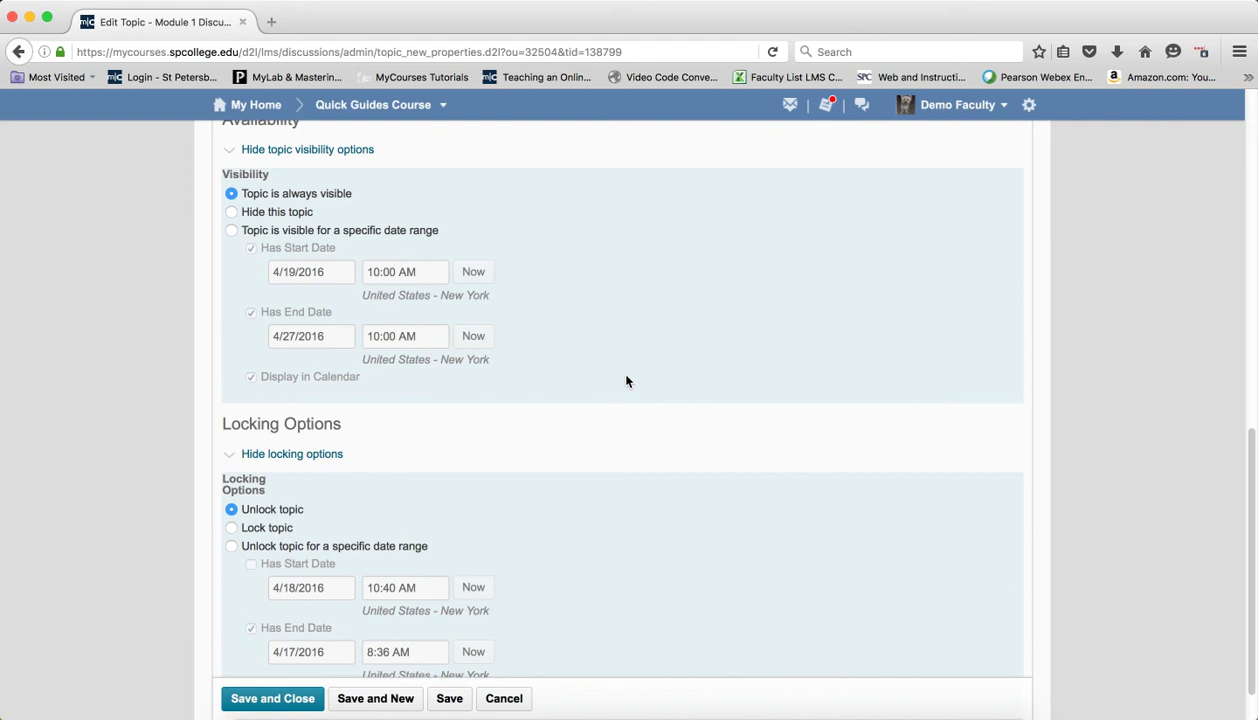 Edit Topic - Module 1 Discu...
https://mycourses.spcollege.edu/d2l/lms/discussions/admin/topic_new_properties.d2l?ou=32504&tid=138799
Search
Most Visited
Login - St Petersb...
MyLab & Masterin...
MyCourses Tutorials
Teaching an Onlin...
Video Code Conve...
Faculty List LMS C...
Web and Instructi...
Pearson Webex En...
Amazon.com: You...
My Home
Quick Guides Course
Demo Faculty
Availability
Hide topic visibility options
Visibility
Topic is always visible
Hide this topic
Topic is visible for a specific date range
Has Start Date
4/19/2016 10:00 AM Now
United States - New York
Has End Date
4/27/2016 10:00 AM Now
United States - New York
Display in Calendar
Locking Options
Hide locking options
Locking
Options
Unlock topic
Lock topic
Unlock topic for a specific date range
Has Start Date
4/18/2016 10:40 AM Now
United States - New York
Has End Date
4/17/2016 8:36 AM Now
United States - New York
Save and Close Save and New Save Cancel